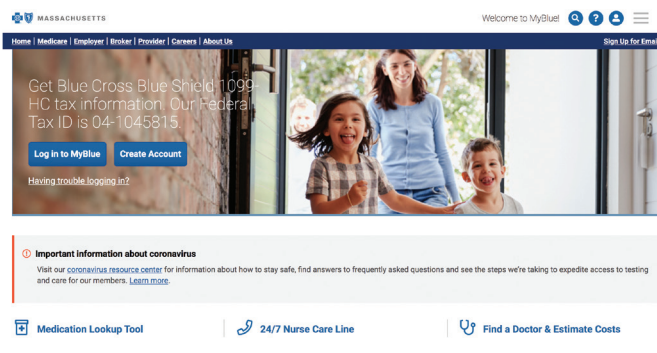 MASSACHUSETTS
Welcome to MyBlue!
Home | Medicare | Employer | Broker | Provider | Careers | About Us
Sign Up for Email
Get Blue Cross Blue Shield 1099-
HC tax information. Our Federal
Tax ID is 04-1045815.
Log in to MyBlue
Create Account
Having trouble logging in?
Important information about coronavirus
Visit our coronavirus resource center for information about how to stay safe, find answers to frequently asked questions and see the steps we're taking to expedite access to testing
and care for our members. Learn more.
Medication Lookup Tool
24/7 Nurse Care Line
Find a Doctor & Estimate Costs